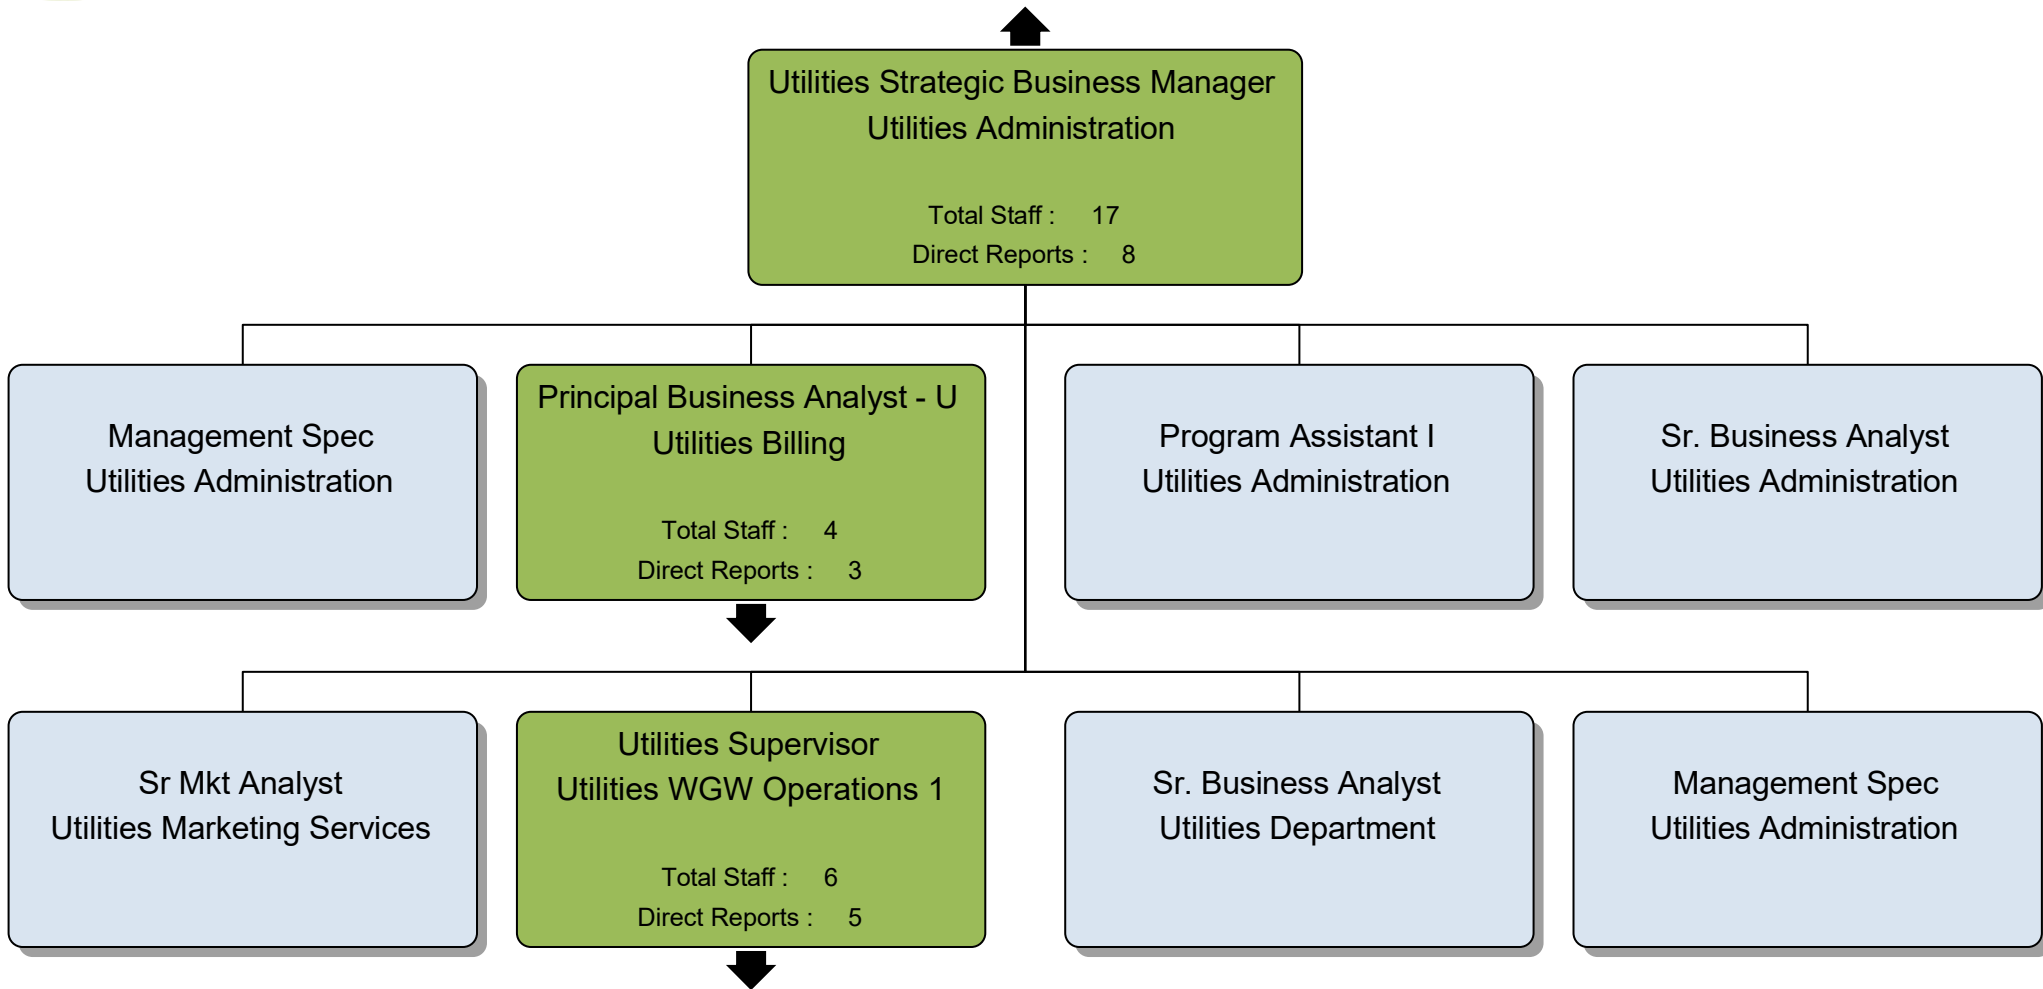 Utilities Strategic Business Manager
Utilities Administration
Total Staff : 17
Direct Reports : 8
Management Spec
Utilities Administration
Principal Business Analyst - U
Utilities Billing
Total Staff : 4
Direct Reports : 3
Program Assistant I
Utilities Administration
Sr. Business Analyst
Utilities Administration
Sr Mkt Analyst
Utilities Marketing Services
Utilities Supervisor
Utilities WGW Operations 1
Total Staff : 6
Direct Reports : 5
Sr. Business Analyst
Utilities Department
Management Spec
Utilities Administration